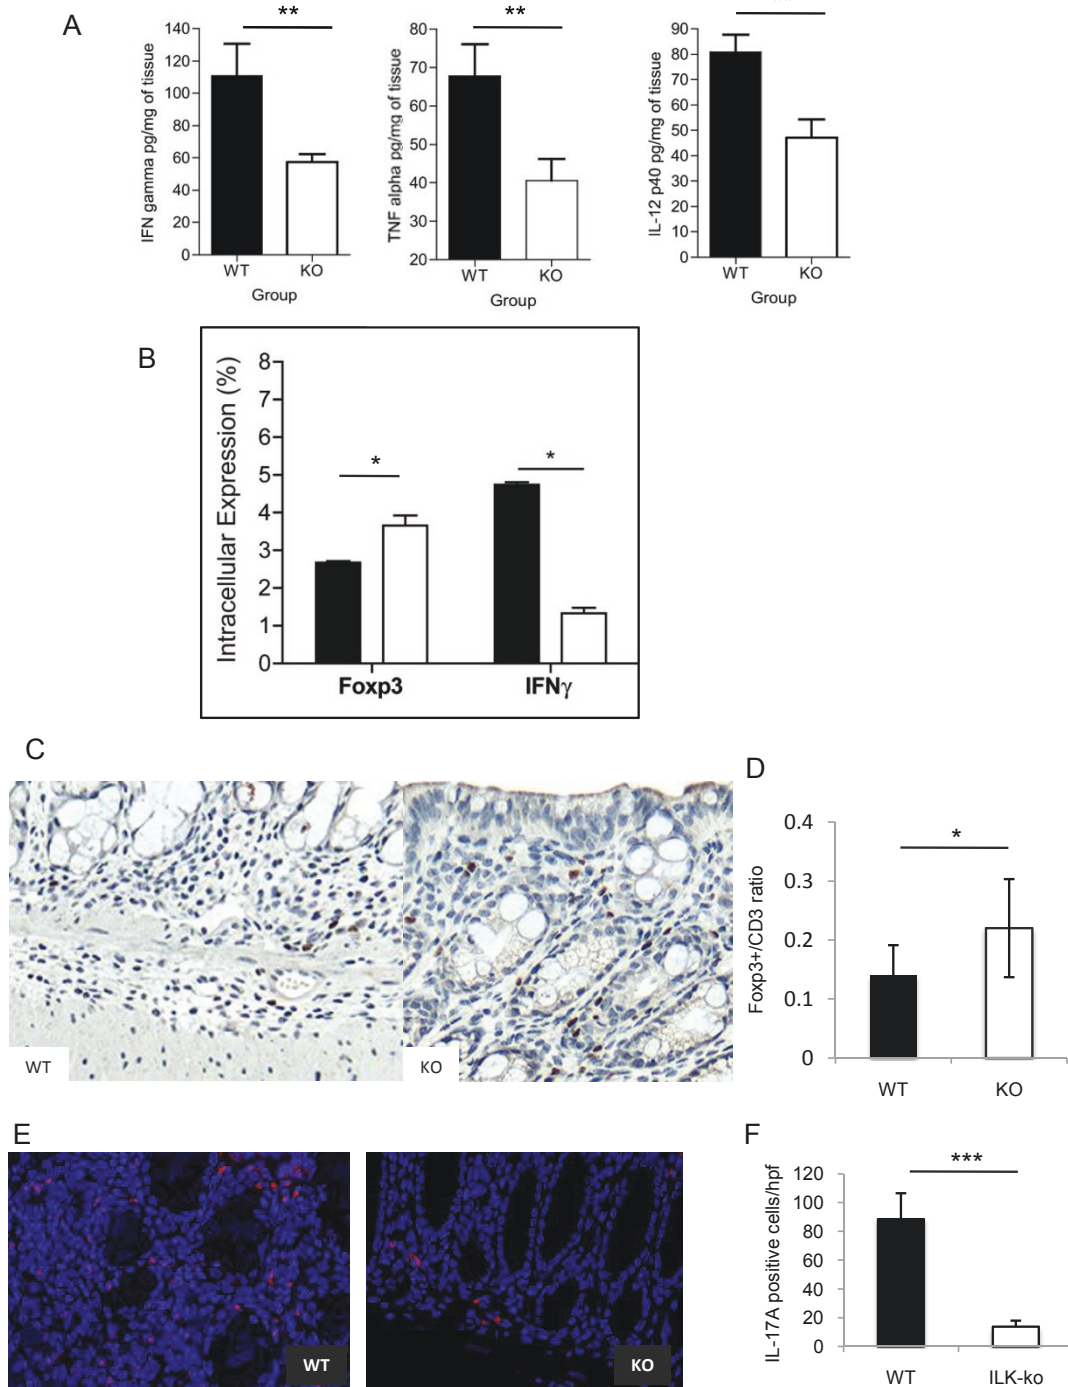 A
**
**
IFN gamma pg/mg of tissue
140
120
100
80
60
40
20
0
WT
KO
Group
TNF alpha pg/mg of tissue
80
70
60
50
40
30
20
WT
KO
Group
IL-12 p40 pg/mg of tissue
90
80
70
60
50
40
30
20
10
0
WT
KO
Group
B
Intracellular Expression (%)
8
7
6
5
4
3
2
1
0
*
*
Foxp3
IFNγ
C
WT
KO
D
Foxp3+/CD3 ratio
0.4
0.3
0.2
0.1
0
*
WT
KO
E
WT
KO
F
IL-17A positive cells/hpf
120
100
80
60
40
20
0
***
WT
ILK-ko